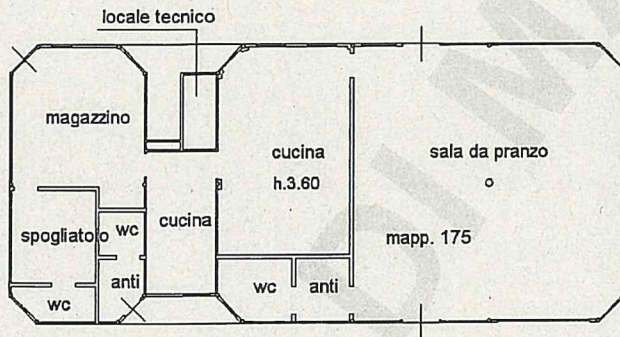 locale tecnico
magazzino
cucina
h.3.60
sala da pranzo
spogliatoio
wc
cucina
mapp. 175
anti
wc
wc
anti